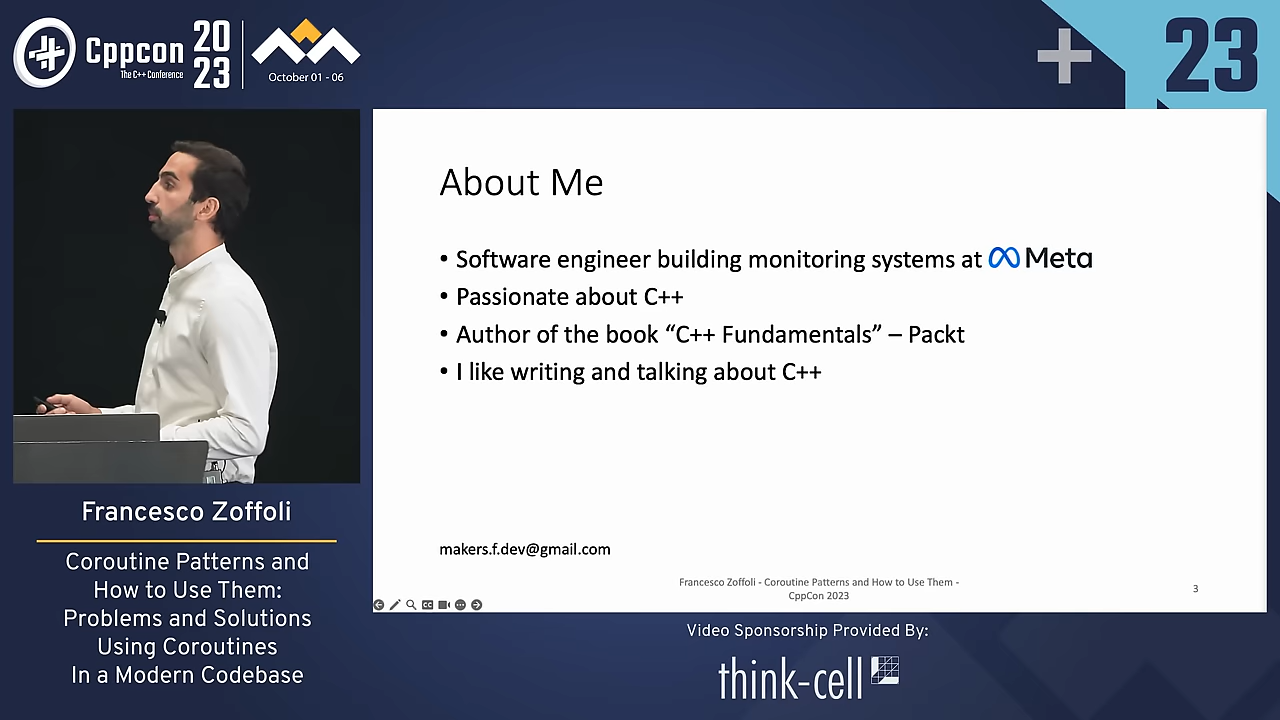 Cppcon
The C++ Conference
20
23
October 01 - 06
23
About Me
• Software engineer building monitoring systems at Meta
• Passionate about C++
• Author of the book “C++ Fundamentals” – Packt
• I like writing and talking about C++
makers.f.dev@gmail.com
Francesco Zoffoli - Coroutine Patterns and How to Use Them -
CppCon 2023
3
CC
Francesco Zoffoli
Coroutine Patterns and
How to Use Them:
Problems and Solutions
Using Coroutines
In a Modern Codebase
Video Sponsorship Provided By:
think-cell